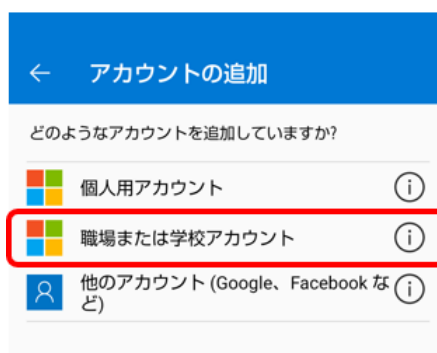 アカウントの追加
どのようなアカウントを追加していますか?
個人用アカウント
職場または学校アカウント
他のアカウント (Google、Facebook な
ど)